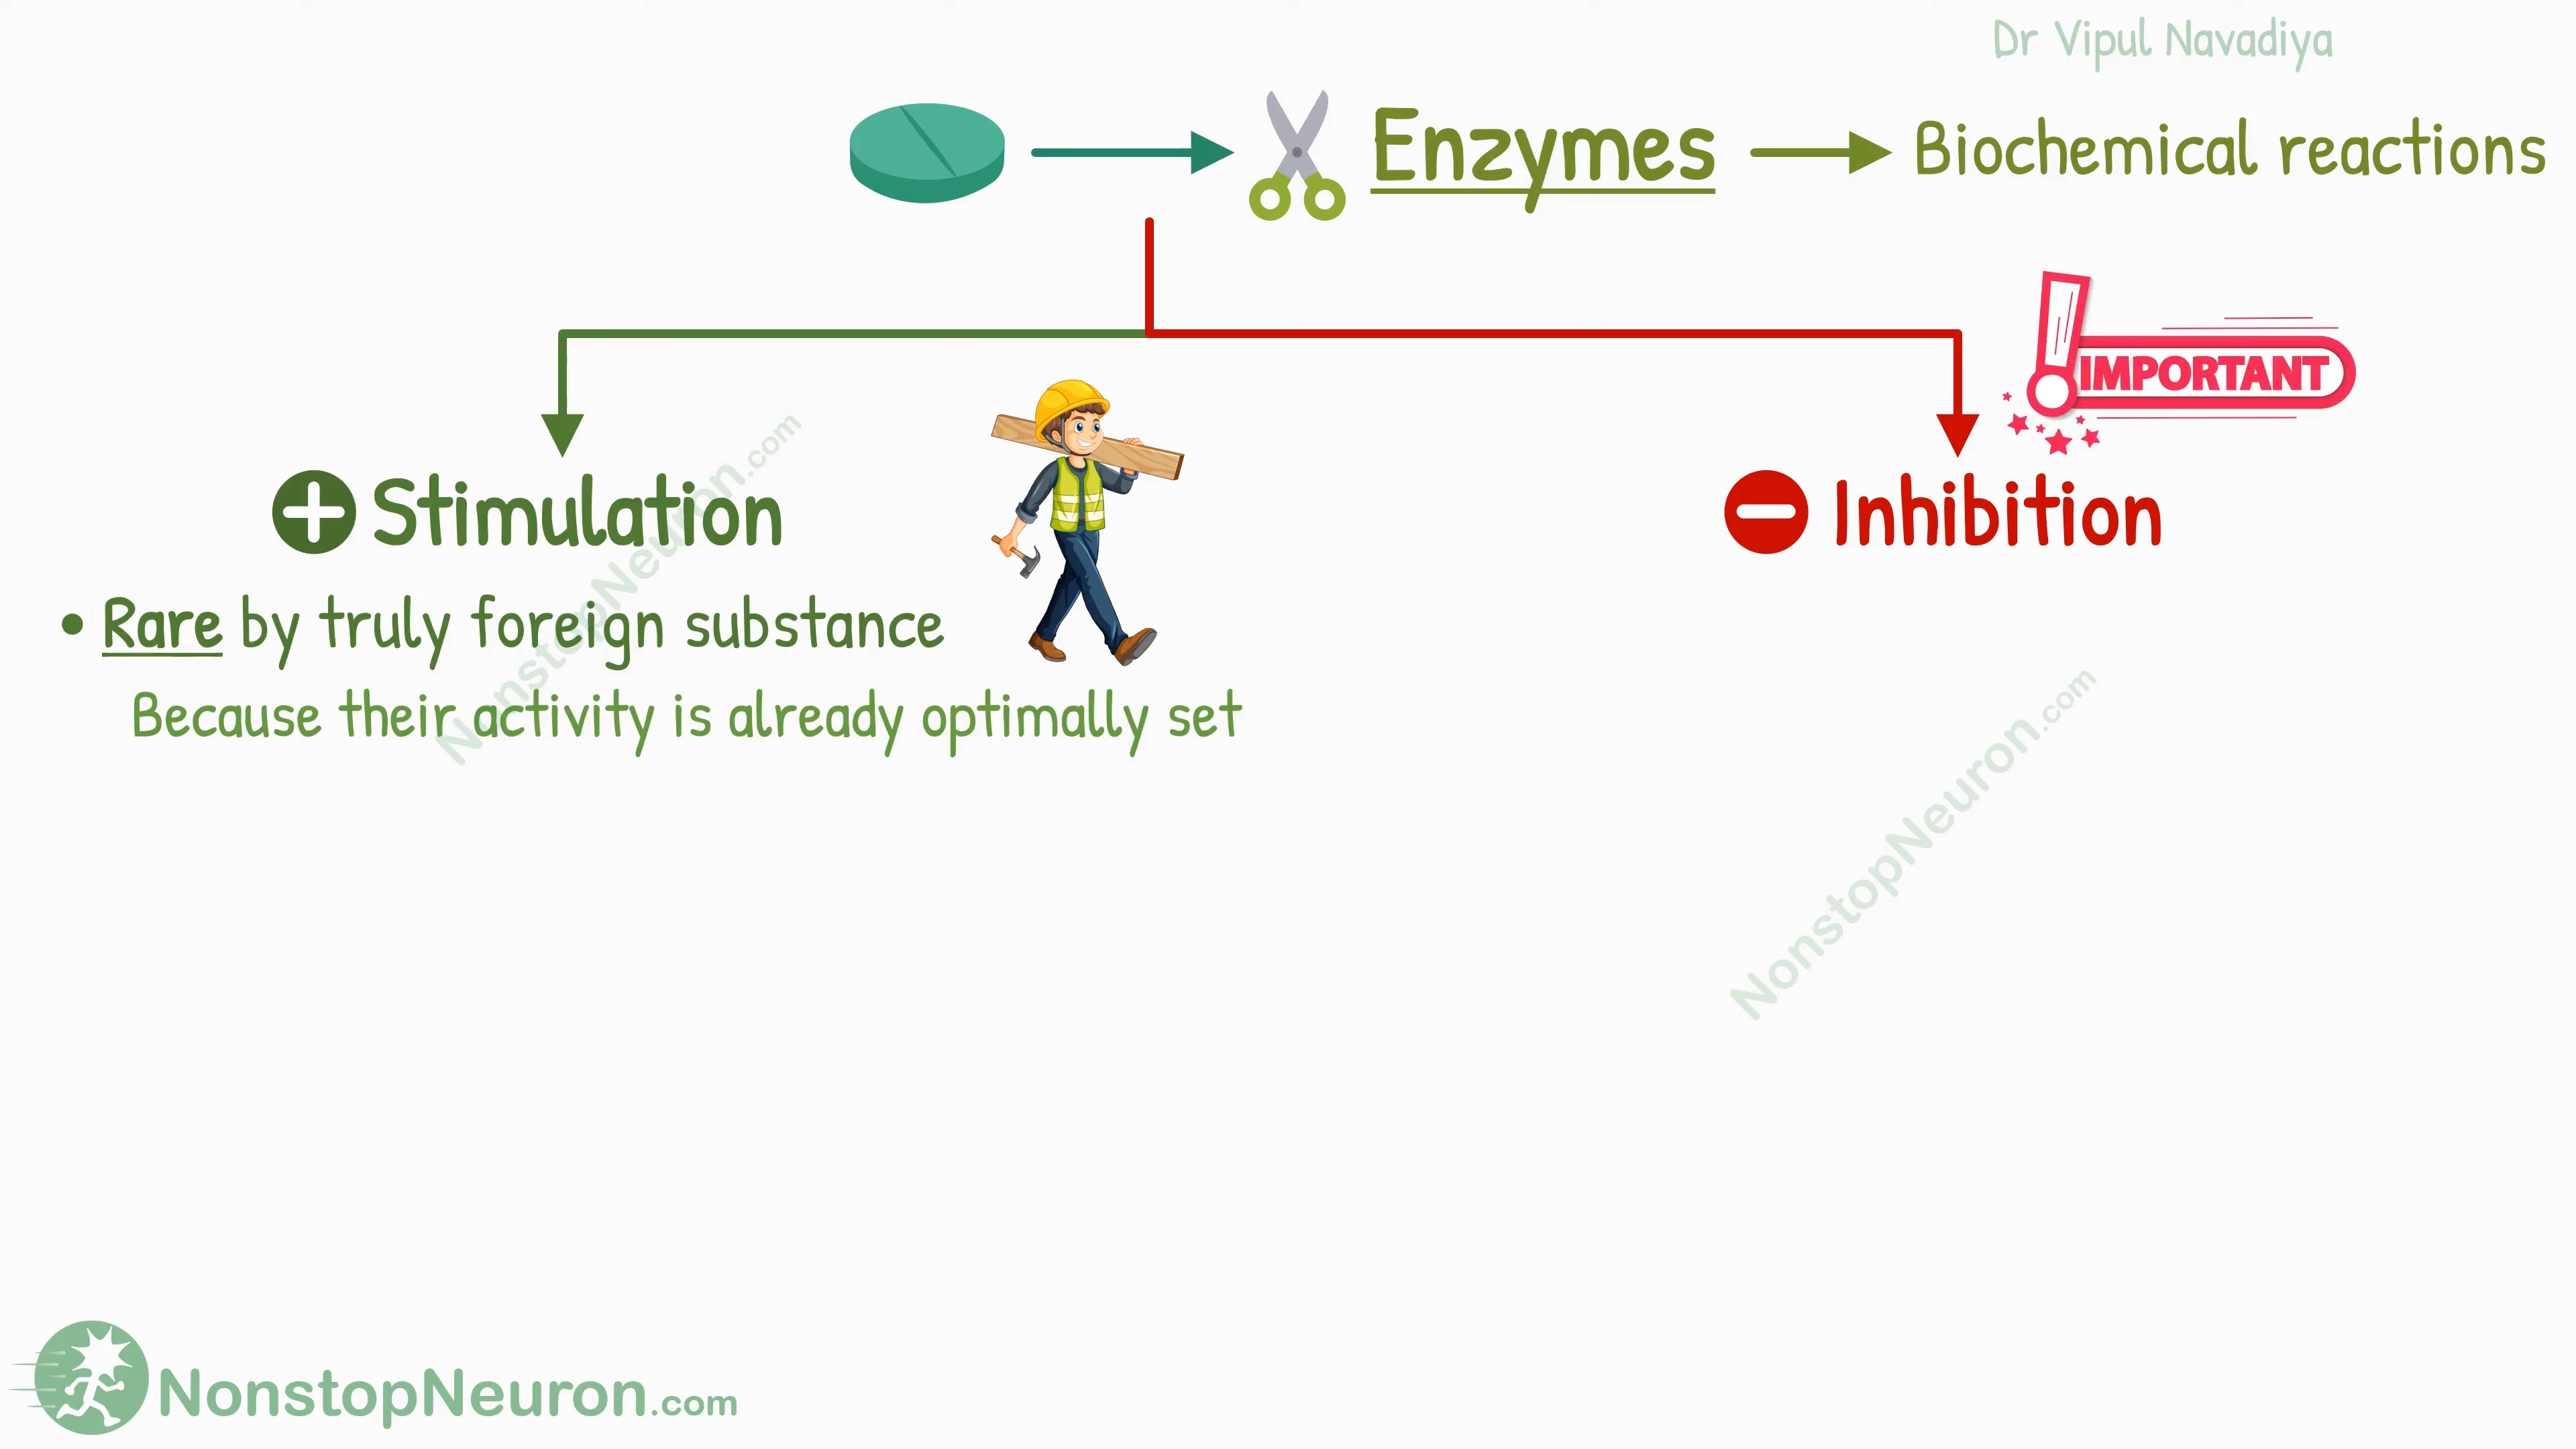 Dr Vipul Navadiya
Enzymes
Biochemical reactions
IMPORTANT
Stimulation
Inhibition
• Rare by truly foreign substance
Because their activity is already optimally set
NonstopNeuron.com
NonstopNeuron.com
NonstopNeuron.com